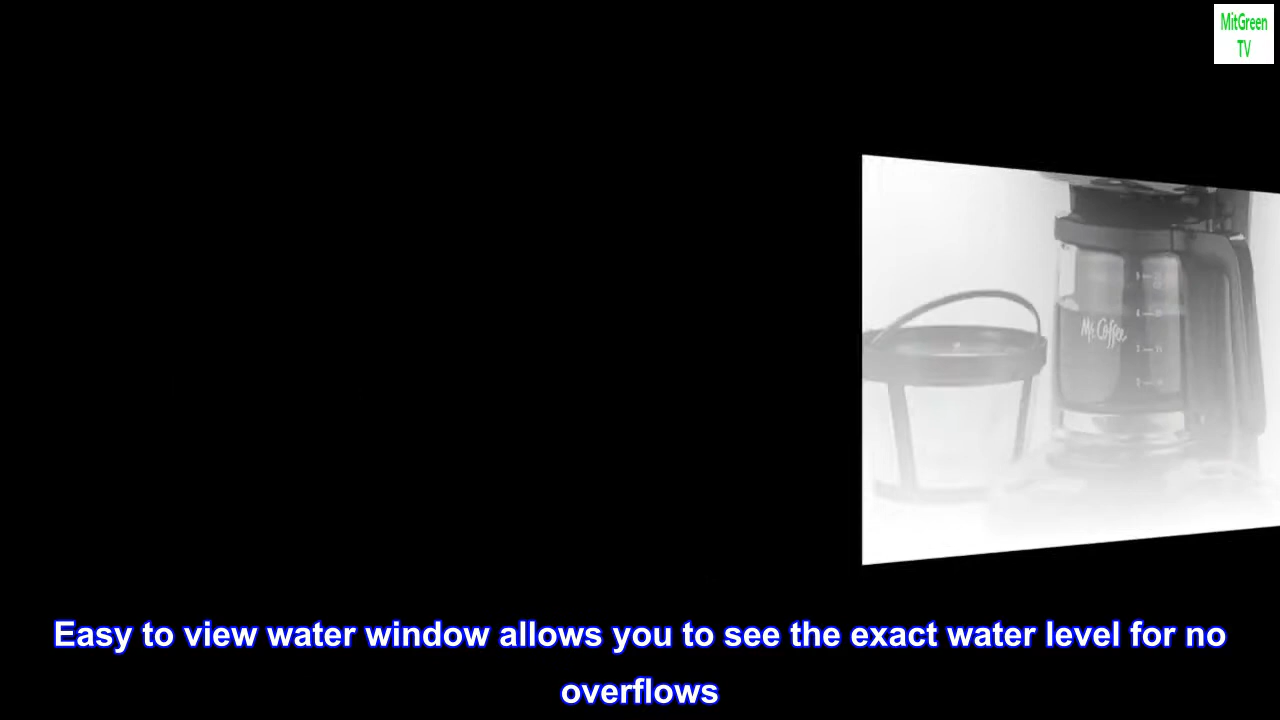 MitGreen
TV
Mr. Coffee
Easy to view water window allows you to see the exact water level for no
overflows